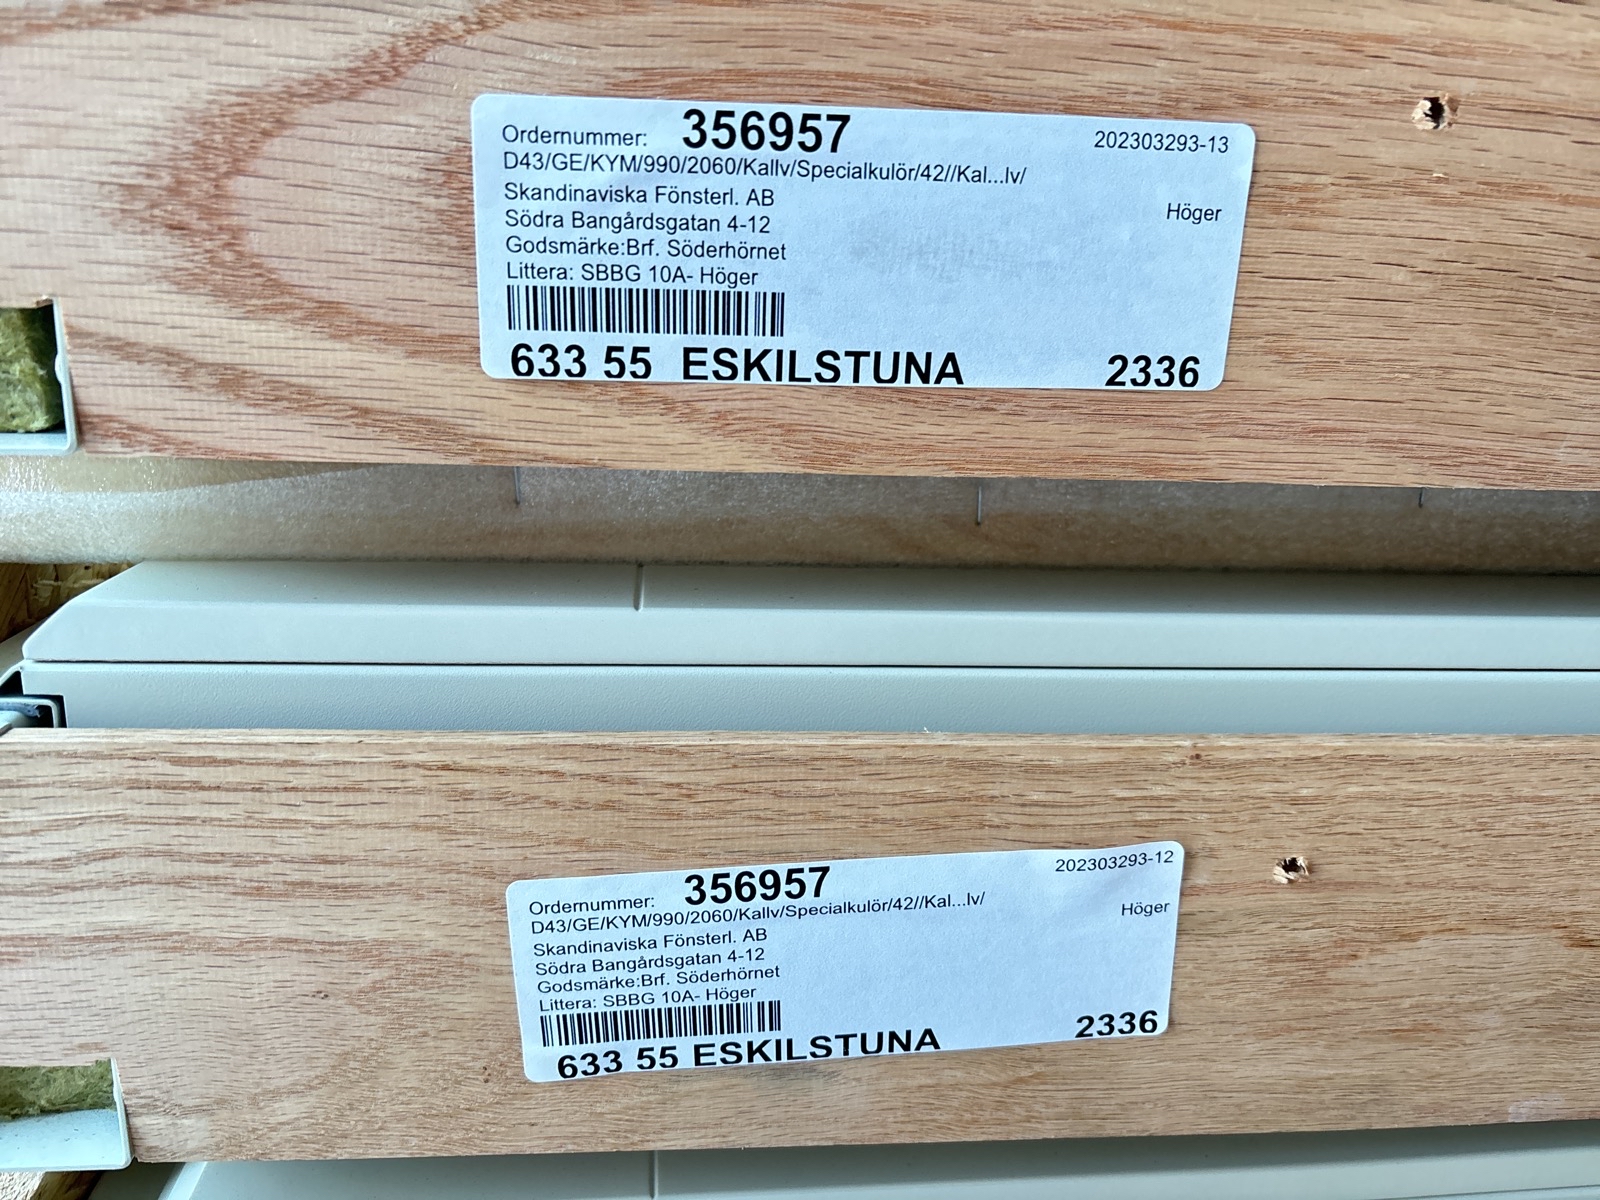 Ordernummer: 356957 202303293-13
D43/GE/KYM/990/2060/Kallv/Specialkulör/42//Kal...lv/
Skandinaviska Fönsterl. AB
Höger
Södra Bangårdsgatan 4-12
Godsmärke:Brf. Söderhörnet
Littera: SBBG 10A- Höger
633 55 ESKILSTUNA 2336
Ordernummer: 356957 202303293-12
D43/GE/KYM/990/2060/Kallv/Specialkulör/42//Kal...lv/
Höger
Skandinaviska Fönsterl. AB
Södra Bangårdsgatan 4-12
Godsmärke:Brf. Söderhörnet
Littera: SBBG 10A- Höger
633 55 ESKILSTUNA 2336